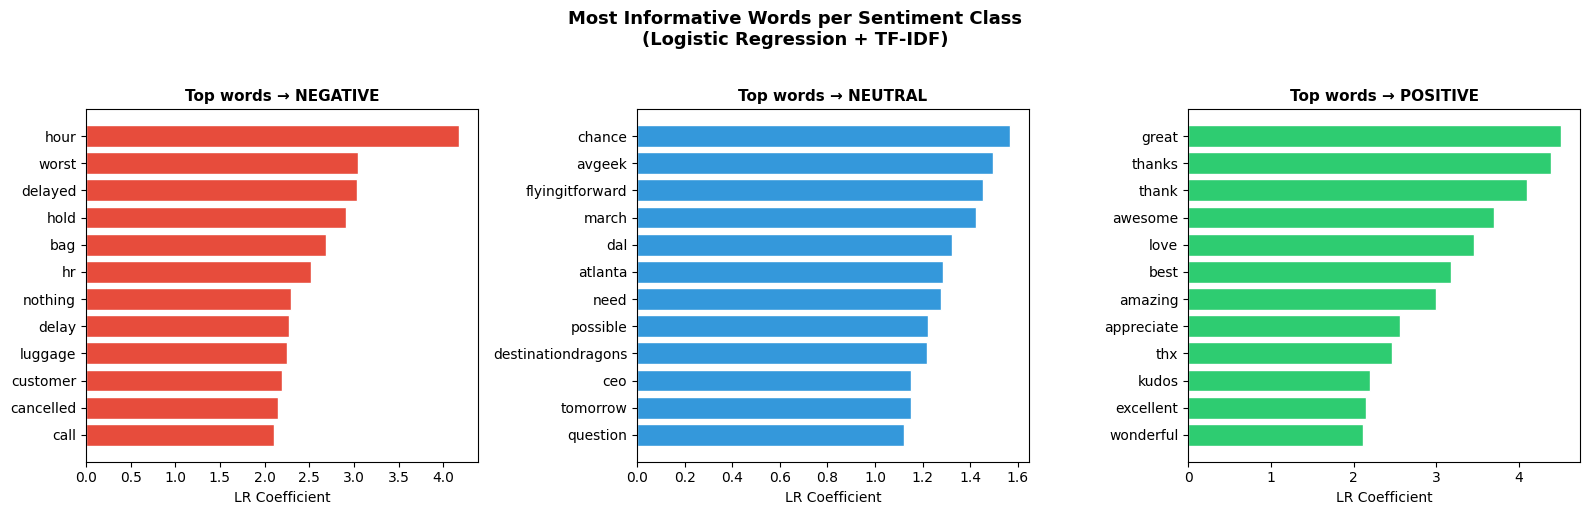 Most Informative Words per Sentiment Class
(Logistic Regression + TF-IDF)
Top words → NEGATIVE
hour
worst
delayed
hold
bag
hr
nothing
delay
luggage
customer
cancelled
call
0.0 0.5 1.0 1.5 2.0 2.5 3.0 3.5 4.0
LR Coefficient
Top words → NEUTRAL
chance
avgeek
flyingitforward
march
dal
atlanta
need
possible
destinationdragons
ceo
tomorrow
question
0.0 0.2 0.4 0.6 0.8 1.0 1.2 1.4 1.6
LR Coefficient
Top words → POSITIVE
great
thanks
thank
awesome
love
best
amazing
appreciate
thx
kudos
excellent
wonderful
0 1 2 3 4
LR Coefficient